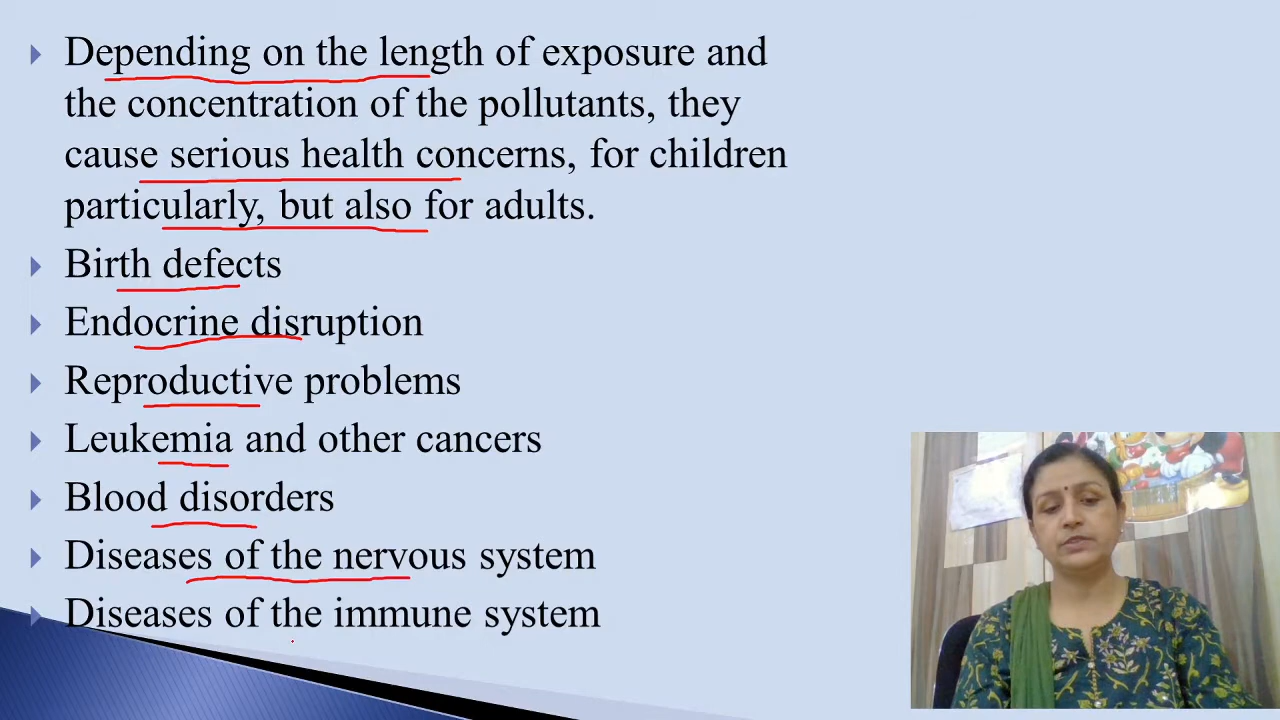 Depending on the length of exposure and
the concentration of the pollutants, they
cause serious health concerns, for children
particularly, but also for adults.
Birth defects
Endocrine disruption
Reproductive problems
Leukemia and other cancers
Blood disorders
Diseases of the nervous system
Diseases of the immune system